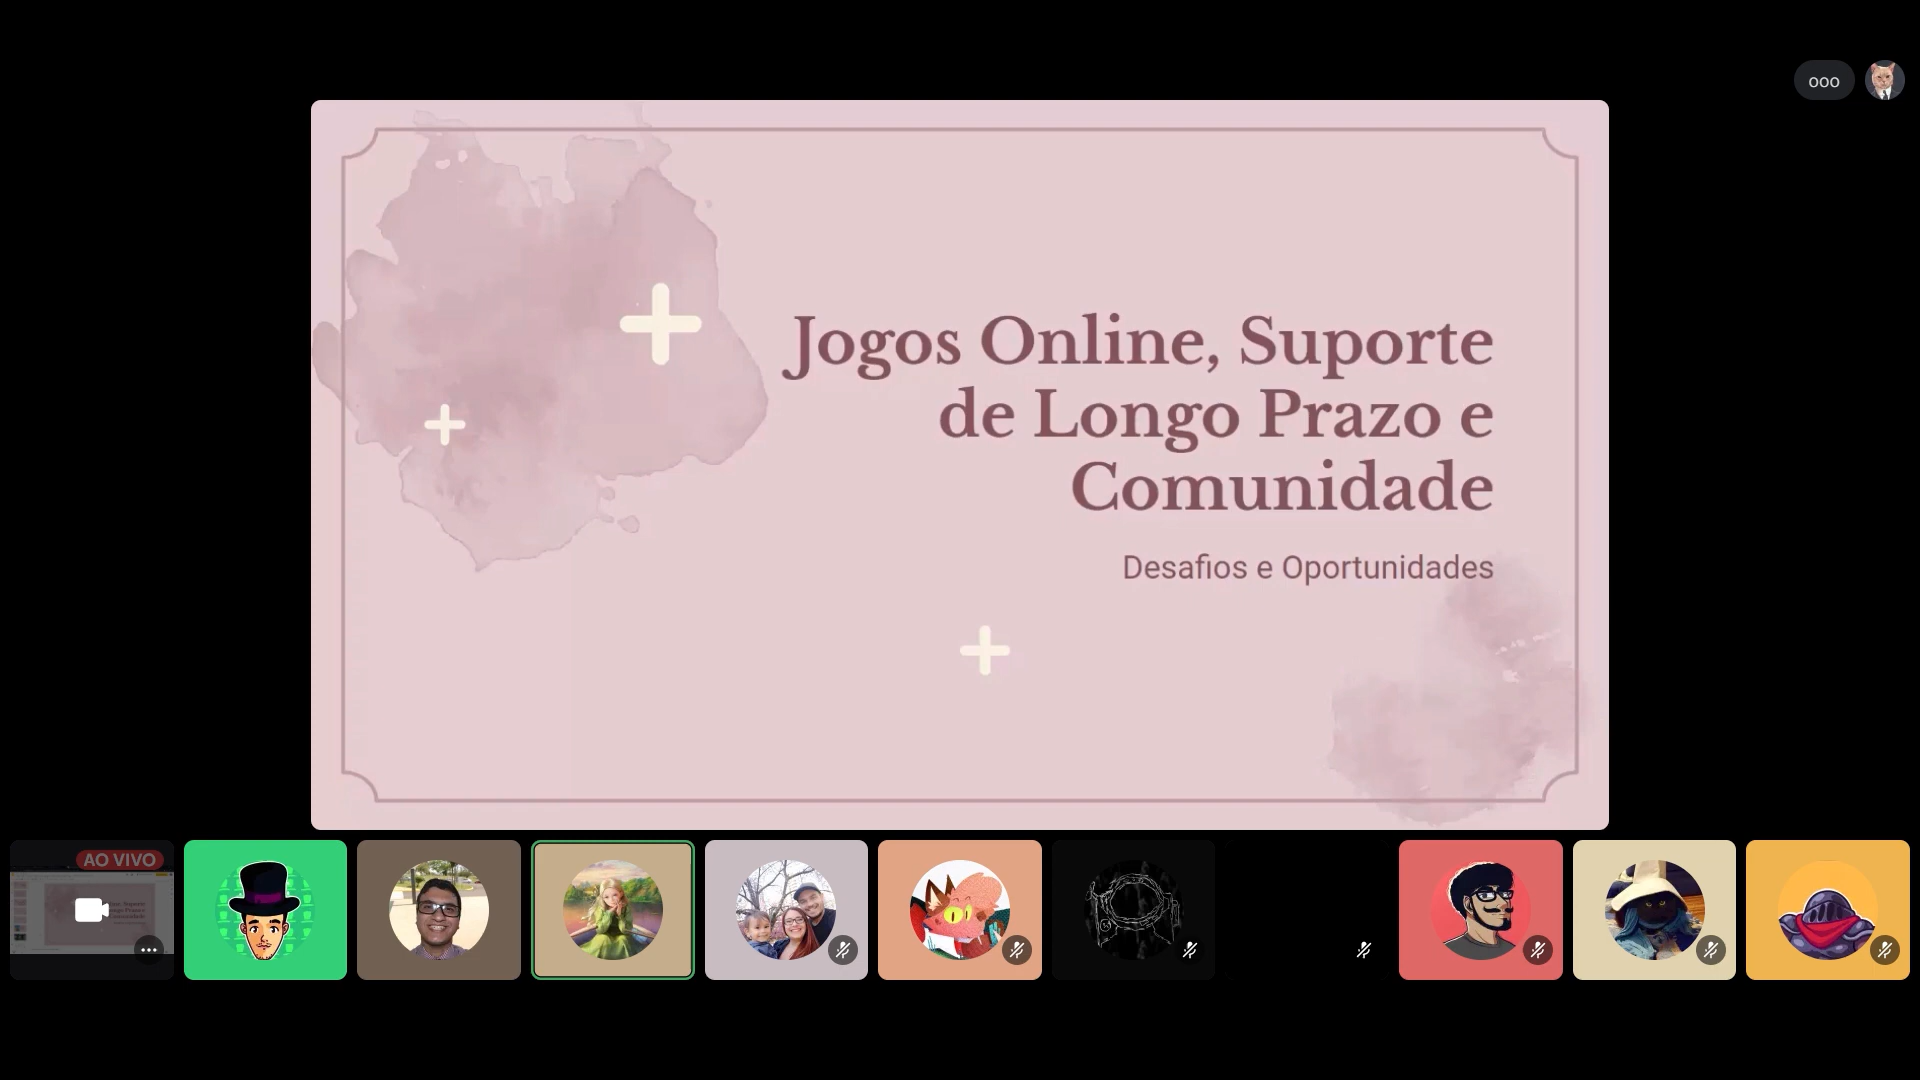 ooo
Jogos Online, Suporte
de Longo Prazo e
Comunidade
Desafios e Oportunidades
AO VIVO